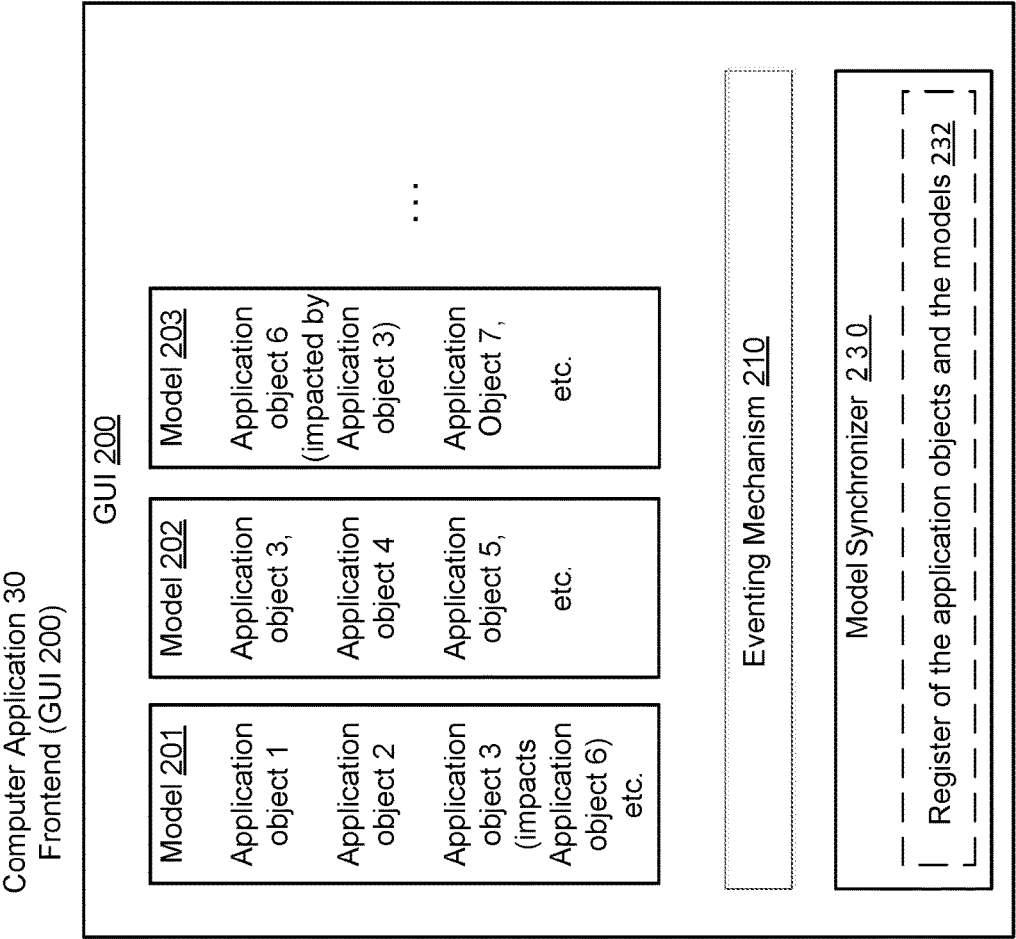 Computer Application 30
Frontend (GUI 200)
GUI 200
Model 201
Application
object 1
Application
object 2
Application
object 3
(impacts
Application
object 6)
etc.
Model 202
Application
object 3,
Application
object 4
Application
object 5,
etc.
Model 203
Application
object 6
(impacted by
Application
object 3)
Application
Object 7,
etc.
...
Eventing Mechanism 210
Model Synchronizer 2 3 0
Register of the application objects and the models 232